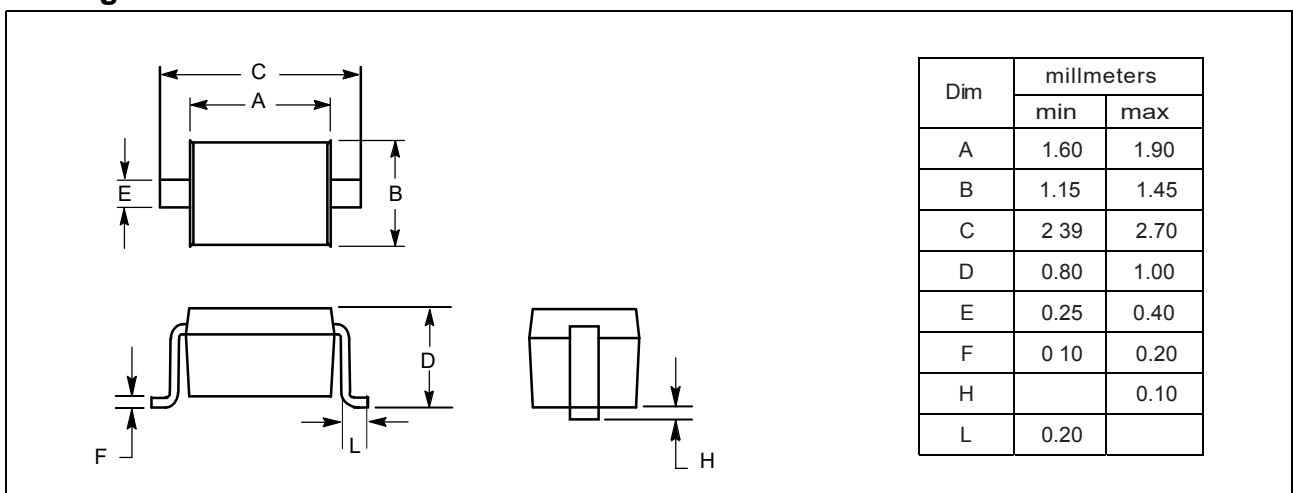 C
A
E
B
D
F
L
H
Dim millmeters
min max
A 1.60 1.90
B 1.15 1.45
C 2 39 2.70
D 0.80 1.00
E 0.25 0.40
F 0 10 0.20
H 0.10
L 0.20